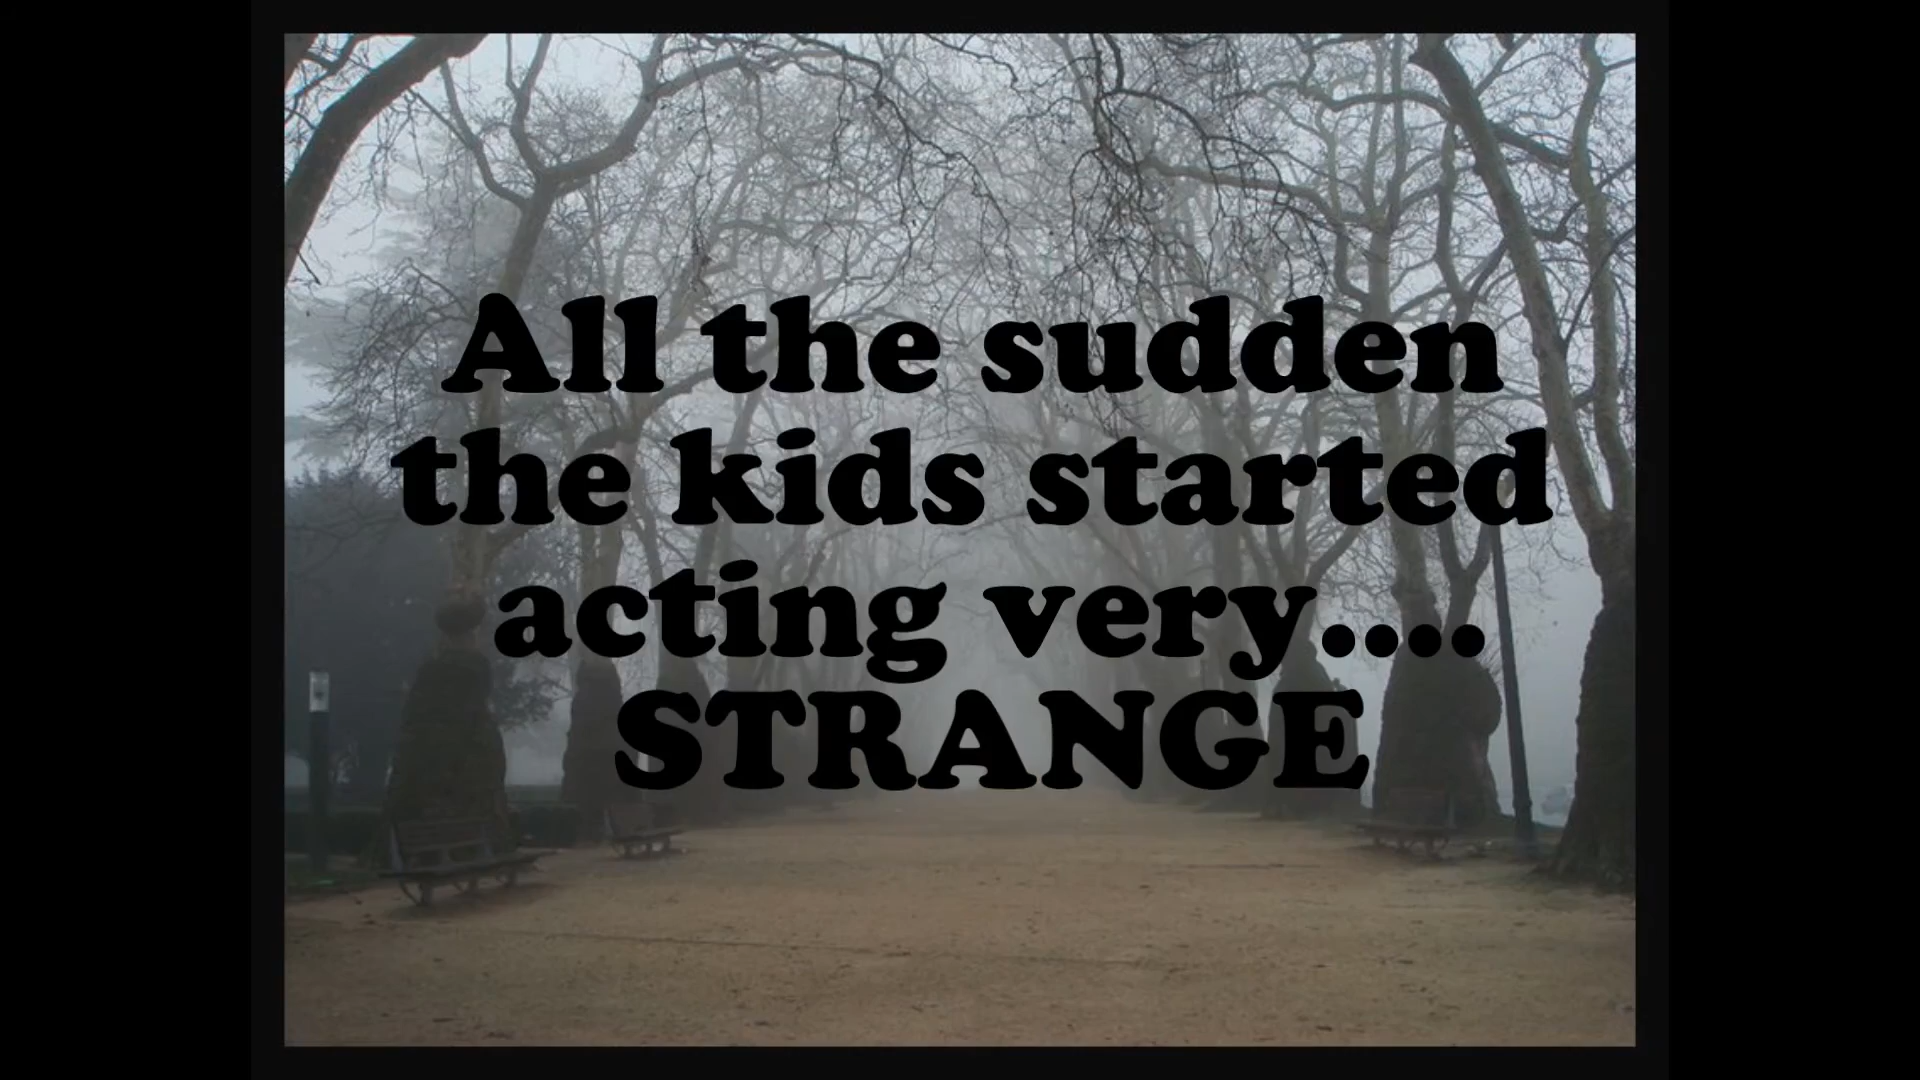 All the sudden
the kids started
acting very....
STRANGE